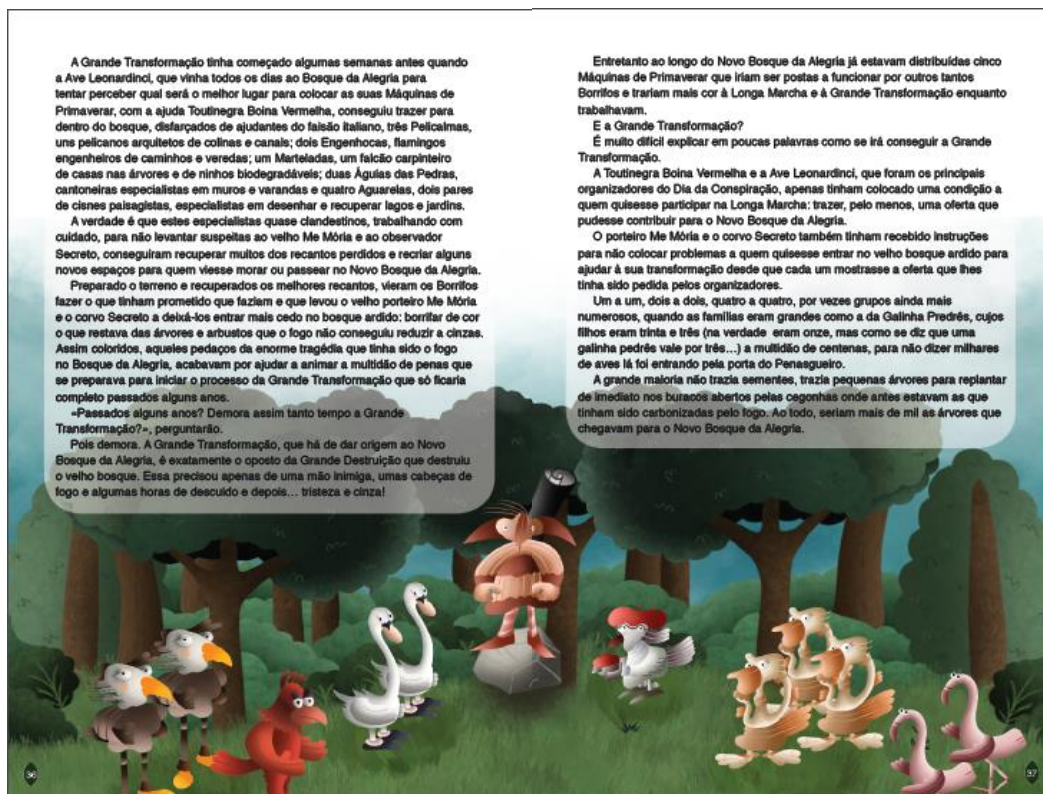 A Grande Transformação tinha começado algumas semanas antes quando
a Ave Leonardinci, que vinha todos os dias ao Bosque da Alegria para
tentar perceber qual será o melhor lugar para colocar as suas Máquinas de
Primaverar, com a ajuda Toutinegra Boina Vermelha, conseguiu trazer para
dentro do bosque, disfarçados de ajudantes do faisão italiano, três Pelicalmas,
uns pelicanos arquitetos de colinas e canais; dois Engenhocas, flamingos
engenheiros de caminhos e veredas; um Marteladas, um falcão carpinteiro
de casas nas árvores e de ninhos biodegradáveis; duas Águias das Pedras,
cantoneiras especialistas em muros e varandas e quatro Aguarelas, dois pares
de cisnes paisagistas, especialistas em desenhar e recuperar lagos e jardins.
A verdade é que estes especialistas quase clandestinos, trabalhando com
cuidado, para não levantar suspeitas ao velho Me Mória e ao observador
Secreto, conseguiram recuperar muitos dos recantos perdidos e recriar alguns
novos espaços para quem viesse morar ou passear no Novo Bosque da Alegria.
Preparado o terreno e recuperados os melhores recantos, vieram os Borrifos
fazer o que tinham prometido que faziam e que levou o velho porteiro Me Mória
e o corvo Secreto a deixá-los entrar mais cedo no bosque ardido: borrifar de cor
o que restava das árvores e arbustos que o fogo não conseguiu reduzir a cinzas.
Assim coloridos, aqueles pedaços da enorme tragédia que tinha sido o fogo
no Bosque da Alegria, acabavam por ajudar a animar a multidão de penas que
se preparava para iniciar o processo da Grande Transformação que só ficaria
completo passados alguns anos.
«Passados alguns anos? Demora assim tanto tempo a Grande
Transformação?», perguntarão.
Pois demora. A Grande Transformação, que há de dar origem ao Novo
Bosque da Alegria, é exatamente o oposto da Grande Destruição que destruiu
o velho bosque. Essa precisou apenas de uma mão inimiga, umas cabeças de
fogo e algumas horas de descuido e depois… tristeza e cinza!
36
Entretanto ao longo do Novo Bosque da Alegria já estavam distribuídas cinco
Máquinas de Primaverar que iriam ser postas a funcionar por outros tantos
Borrifos e trariam mais cor à Longa Marcha e à Grande Transformação enquanto
trabalhavam.
E a Grande Transformação?
É muito difícil explicar em poucas palavras como se irá conseguir a Grande
Transformação.
A Toutinegra Boina Vermelha e a Ave Leonardinci, que foram os principais
organizadores do Dia da Conspiração, apenas tinham colocado uma condição a
quem quisesse participar na Longa Marcha: trazer, pelo menos, uma oferta que
pudesse contribuir para o Novo Bosque da Alegria.
O porteiro Me Mória e o corvo Secreto também tinham recebido instruções
para não colocar problemas a quem quisesse entrar no velho bosque ardido para
ajudar à sua transformação desde que cada um mostrasse a oferta que lhes
tinha sido pedida pelos organizadores.
Um a um, dois a dois, quatro a quatro, por vezes grupos ainda mais
numerosos, quando as famílias eram grandes como a da Galinha Pedrês, cujos
filhos eram trinta e três (na verdade eram onze, mas como se diz que uma
galinha pedrês vale por três…) a multidão de centenas, para não dizer milhares
de aves lá foi entrando pela porta do Penasgueiro.
A grande maioria não trazia sementes, trazia pequenas árvores para replantar
de imediato nos buracos abertos pelas cegonhas onde antes estavam as que
tinham sido carbonizadas pelo fogo. Ao todo, seriam mais de mil as árvores que
chegavam para o Novo Bosque da Alegria.
37